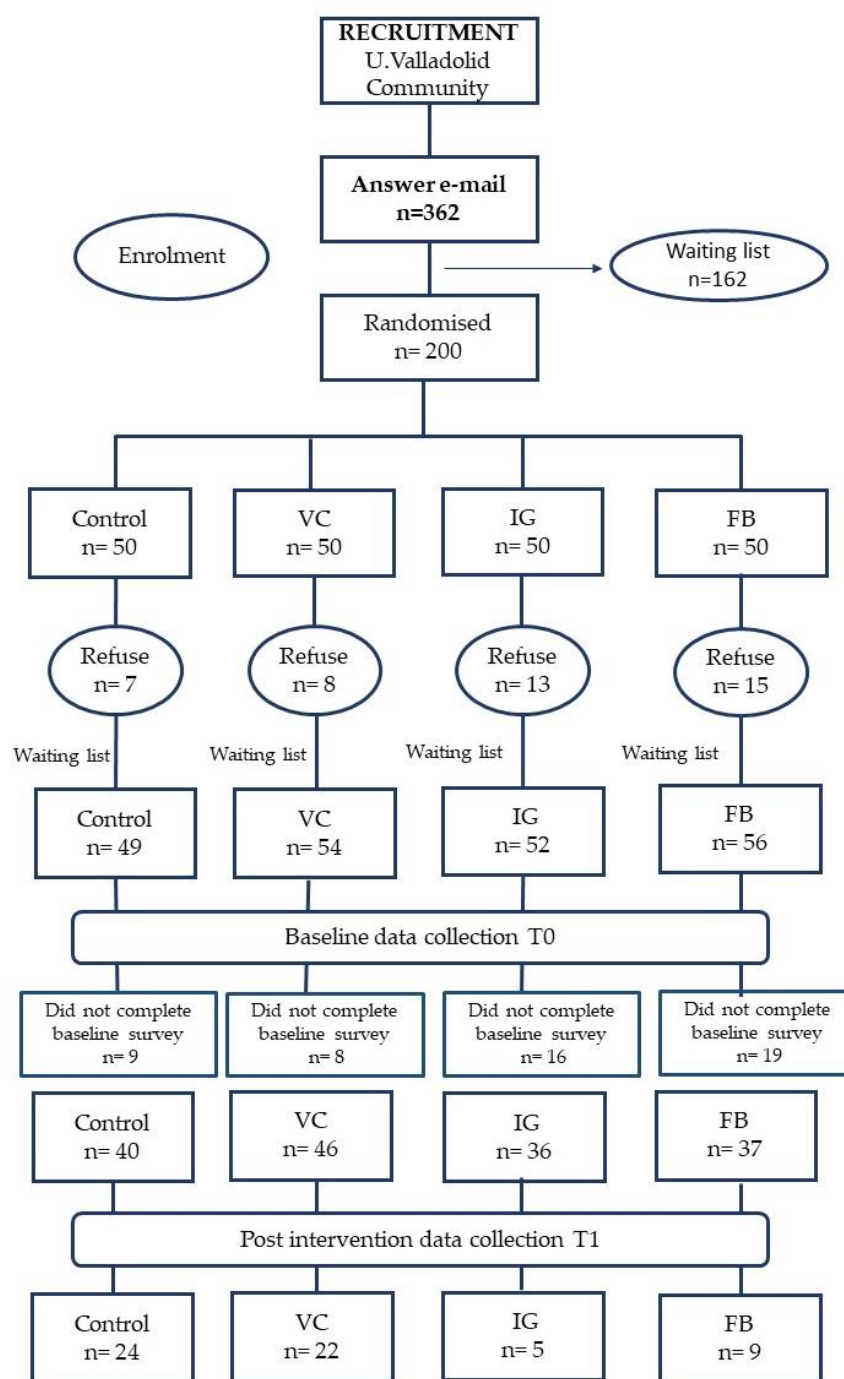 RECRUITMENT
U.Valladolid
Community
Answer e-mail
n=362
Enrolment
Waiting list
n=162
Randomised
n= 200
Control
n= 50
VC
n= 50
IG
n= 50
FB
n= 50
Refuse
n= 7
Refuse
n= 8
Refuse
n= 13
Refuse
n= 15
Waiting list
Waiting list
Waiting list
Waiting list
Control
n= 49
VC
n= 54
IG
n= 52
FB
n= 56
Baseline data collection T0
Did not complete
baseline survey
n= 9
Did not complete
baseline survey
n= 8
Did not complete
baseline survey
n= 16
Did not complete
baseline survey
n= 19
Control
n= 40
VC
n= 46
IG
n= 36
FB
n= 37
Post intervention data collection T1
Control
n= 24
VC
n= 22
IG
n= 5
FB
n= 9